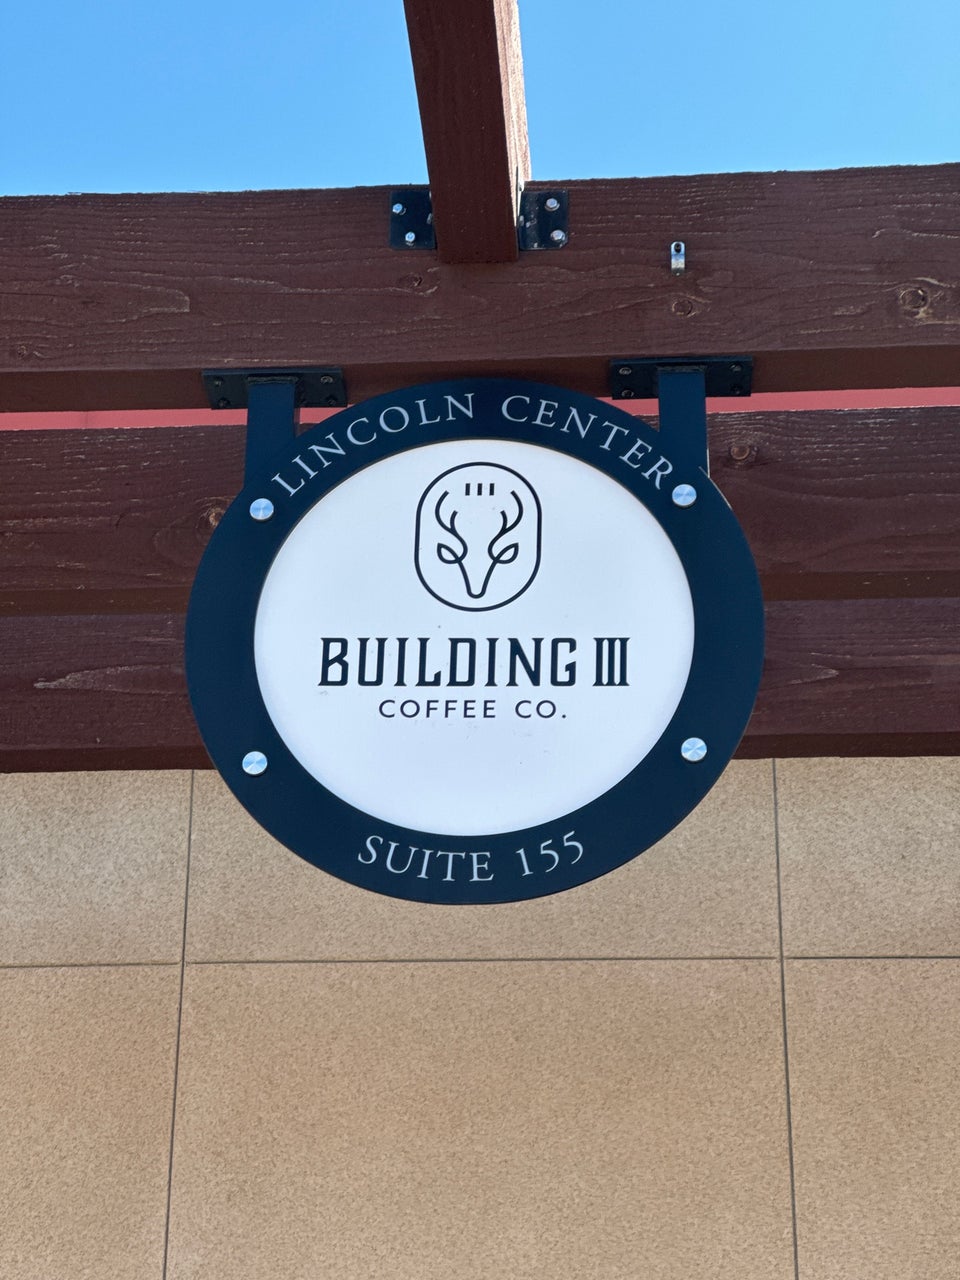 LINCOLN CENTER
III
BUILDING III
COFFEE CO.
SUITE 155